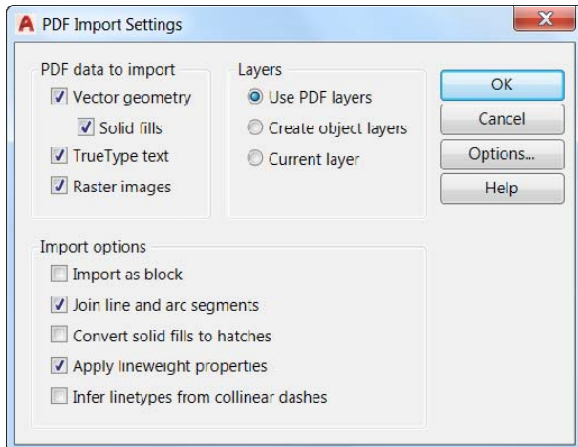 PDF Import Settings
PDF data to import
Vector geometry
Solid fills
TrueType text
Raster images
Layers
Use PDF layers
Create object layers
Current layer
OK
Cancel
Options...
Help
Import options
Import as block
Join line and arc segments
Convert solid fills to hatches
Apply lineweight properties
Infer linetypes from collinear dashes